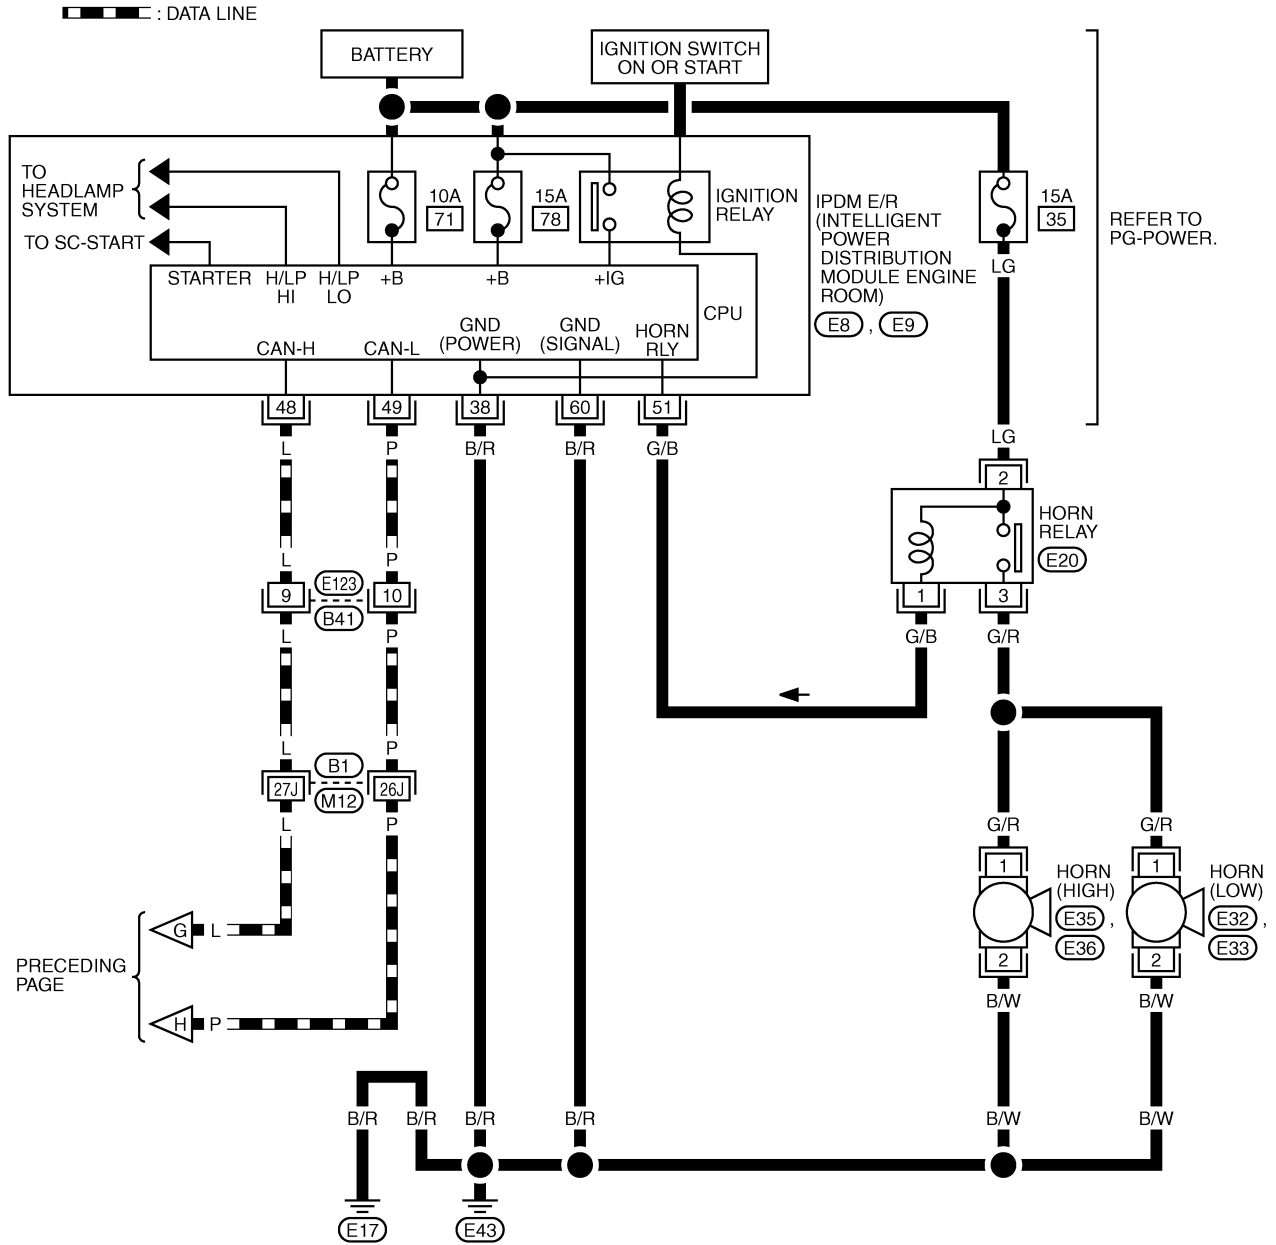 : DATA LINE
BATTERY
IGNITION SWITCH
ON OR START
TO
HEADLAMP
SYSTEM
TO SC-START
10A
71
15A
78
IGNITION
RELAY
IPDM E/R
(INTELLIGENT
POWER
DISTRIBUTION
MODULE ENGINE
ROOM)
E8 , E9
15A
35
REFER TO
PG-POWER.
LG
STARTER
H/LP
HI
H/LP
LO
+B
+B
+IG
CPU
CAN-H
CAN-L
GND
(POWER)
GND
(SIGNAL)
HORN
RLY
48
49
38
60
51
L
P
B/R
B/R
G/B
LG
2
HORN
RELAY
E20
L
P
9
E123
B41
10
1
3
L
P
G/B
G/R
L
P
27J
B1
M12
26J
L
P
G/R
G/R
1
HORN
(HIGH)
E35 ,
E36
1
HORN
(LOW)
E32 ,
E33
2
2
G
L
PRECEDING
PAGE
H
P
B/W
B/W
B/R
B/R
B/R
B/R
B/W
B/W
E17
E43